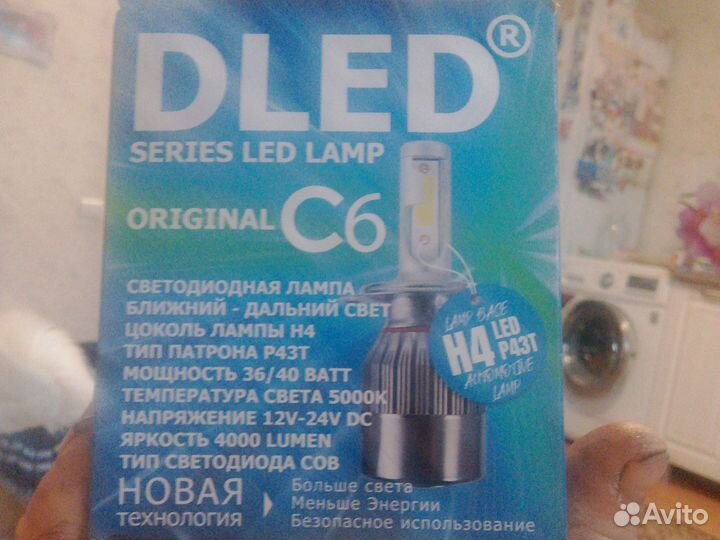 DLED®
SERIES LED LAMP
ORIGINAL C6
СВЕТОДИОДНАЯ ЛАМПА
БЛИЖНИЙ - ДАЛЬНИЙ СВЕТ
ЦОКОЛЬ ЛАМПЫ H4
ТИП ПАТРОНА P43T
МОЩНОСТЬ 36/40 ВАТТ
ТЕМПЕРАТУРА СВЕТА 5000K
НАПРЯЖЕНИЕ 12V-24V DC
ЯРКОСТЬ 4000 LUMEN
ТИП СВЕТОДИОДА COB
LAMP BASE
H4 LED
P43T
AUTOMOTIVE
LAMP
НОВАЯ
технология
Больше света
Меньше Энергии
Безопасное использование
Avito